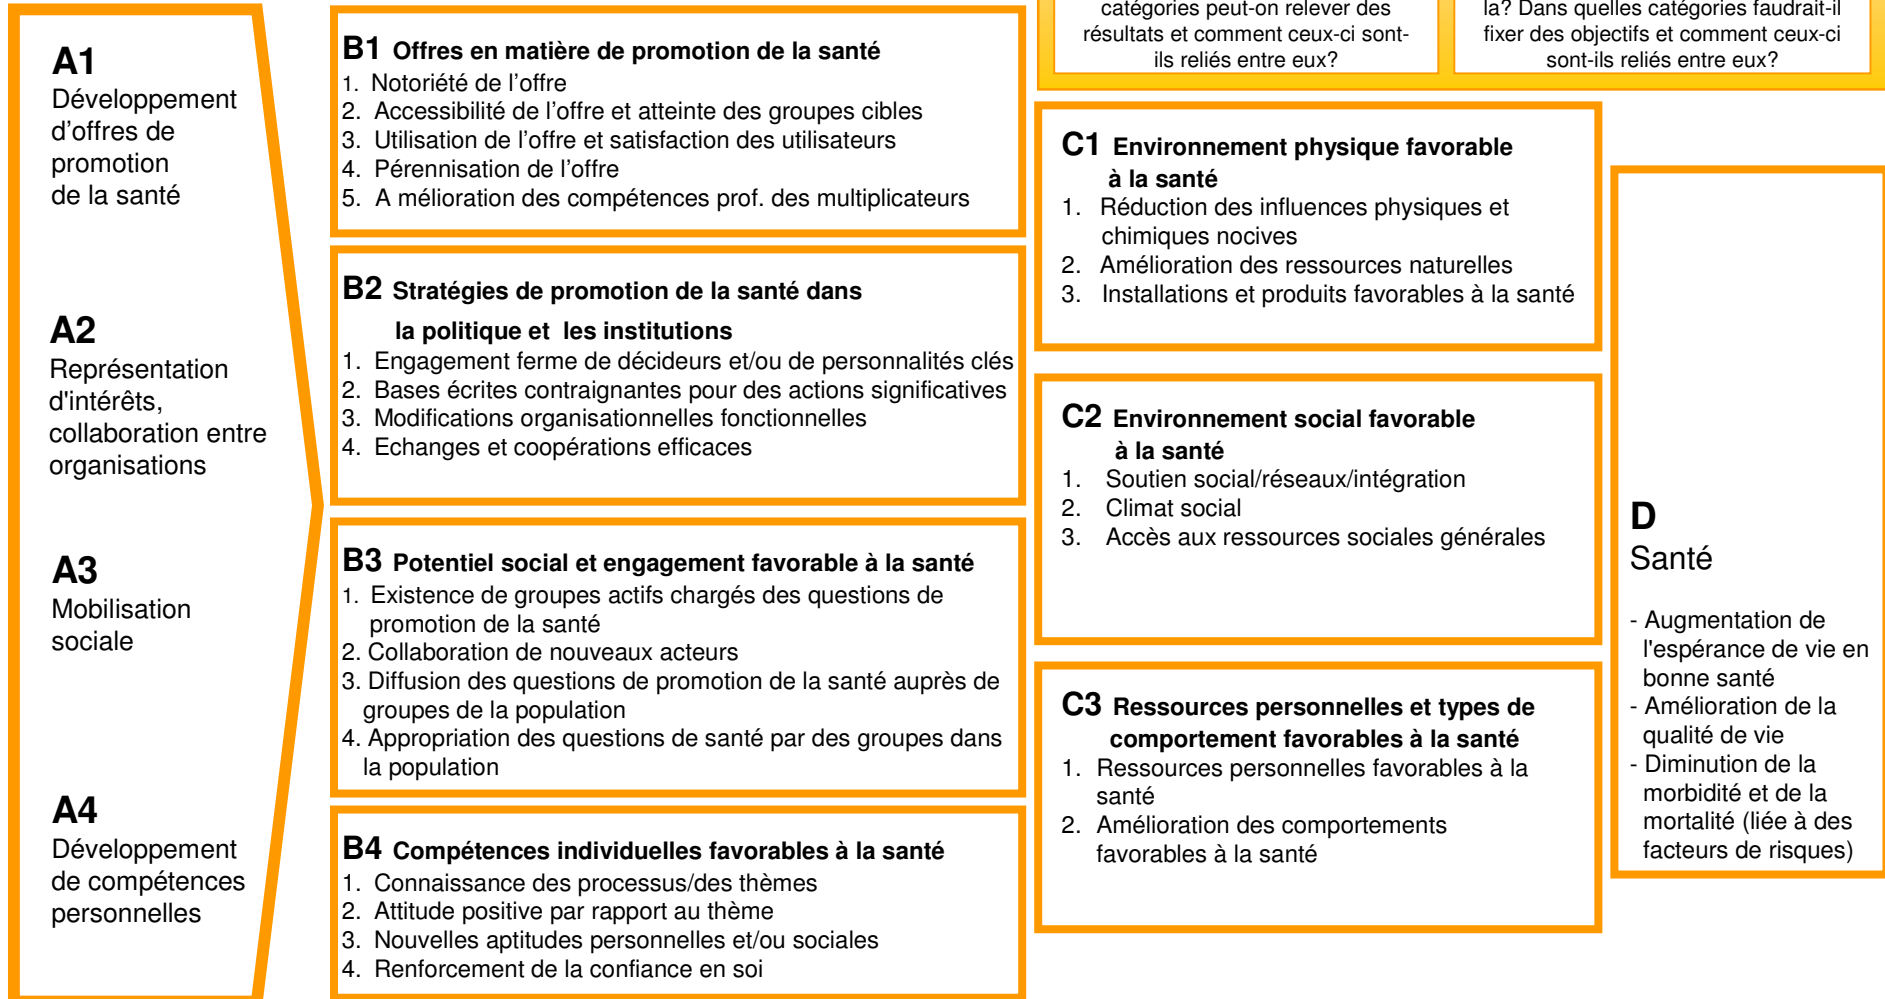 A1
Développement
d'offres de
promotion
de la santé
A2
Représentation
d'intérêts,
collaboration entre
organisations
A3
Mobilisation
sociale
A4
Développement
de compétences
personnelles
B1 Offres en matière de promotion de la santé
1. Notoriété de l'offre
2. Accessibilité de l'offre et atteinte des groupes cibles
3. Utilisation de l'offre et satisfaction des utilisateurs
4. Pérennisation de l'offre
5. A mélioration des compétences prof. des multiplicateurs
B2 Stratégies de promotion de la santé dans
la politique et les institutions
1. Engagement ferme de décideurs et/ou de personnalités clés
2. Bases écrites contraignantes pour des actions significatives
3. Modifications organisationnelles fonctionnelles
4. Echanges et coopérations efficaces
B3 Potentiel social et engagement favorable à la santé
1. Existence de groupes actifs chargés des questions de
promotion de la santé
2. Collaboration de nouveaux acteurs
3. Diffusion des questions de promotion de la santé auprès de
groupes de la population
4. Appropriation des questions de santé par des groupes dans
la population
B4 Compétences individuelles favorables à la santé
1. Connaissance des processus/des thèmes
2. Attitude positive par rapport au thème
3. Nouvelles aptitudes personnelles et/ou sociales
4. Renforcement de la confiance en soi
catégories peut-on relever des
résultats et comment ceux-ci sont-
ils reliés entre eux?
la? Dans quelles catégories faudrait-il
fixer des objectifs et comment ceux-ci
sont-ils reliés entre eux?
C1 Environnement physique favorable
à la santé
1. Réduction des influences physiques et
chimiques nocives
2. Amélioration des ressources naturelles
3. Installations et produits favorables à la santé
C2 Environnement social favorable
à la santé
1. Soutien social/réseaux/intégration
2. Climat social
3. Accès aux ressources sociales générales
C3 Ressources personnelles et types de
comportement favorables à la santé
1. Ressources personnelles favorables à la
santé
2. Amélioration des comportements
favorables à la santé
D
Santé
- Augmentation de
l'espérance de vie en
bonne santé
- Amélioration de la
qualité de vie
- Diminution de la
morbidité et de la
mortalité (liée à des
facteurs de risques)